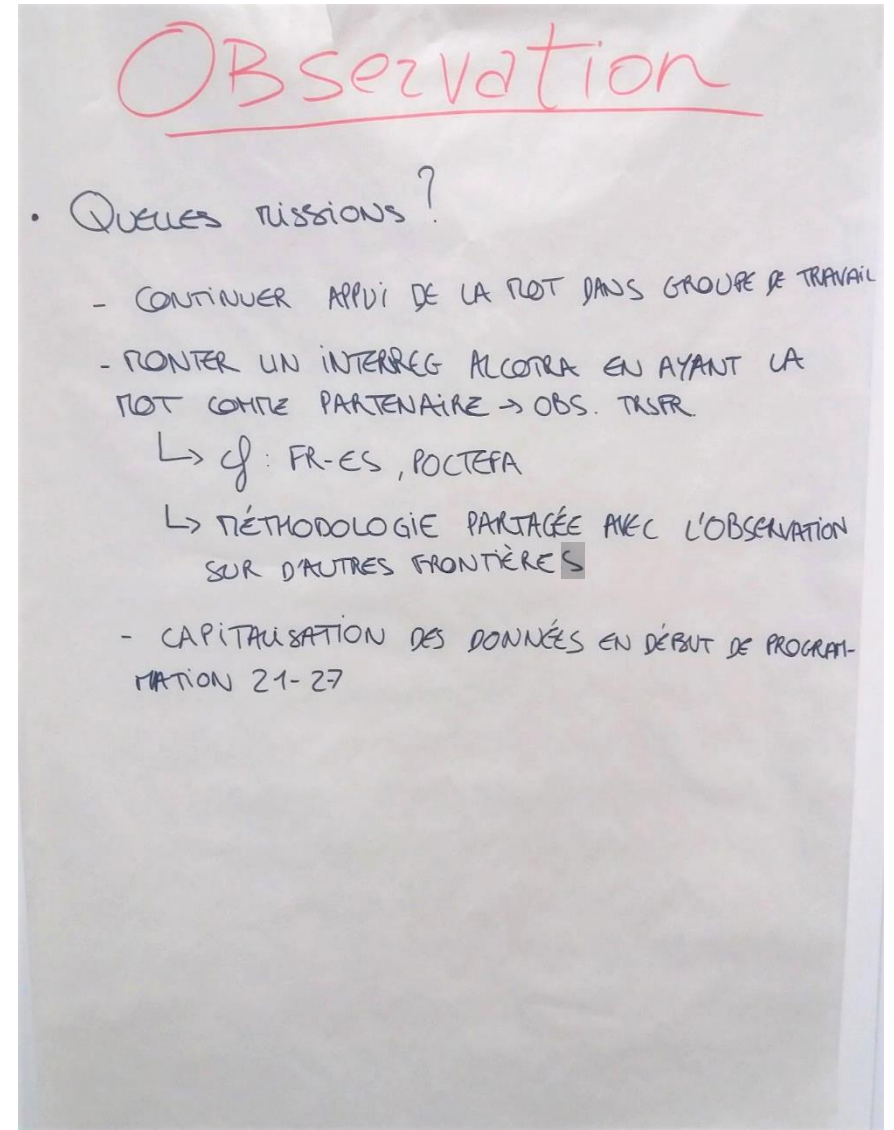 OBservation
• QUELLES MISSIONS ?
- CONTINUER APPUI DE LA MOT DANS GROUPE DE TRAVAIL
- MONTER UN INTERREG ALCOTRA EN AYANT LA
MOT COMME PARTENAIRE → OBS. TRSFR.
↳ cf : FR-ES, POCTEFA
↳ MÉTHODOLOGIE PARTAGÉE AVEC L'OBSERVATION
SUR D'AUTRES FRONTIÈRES
- CAPITALISATION DES DONNÉES EN DÉBUT DE PROGRAM-
MATION 21-27